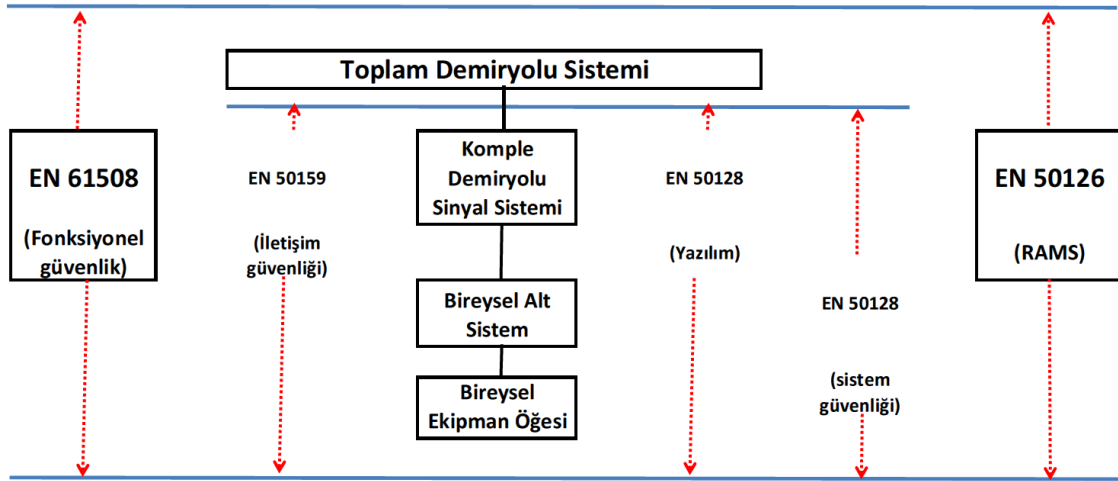 Toplam Demiryolu Sistemi
EN 61508
(Fonksiyonel
güvenlik)
EN 50159
(İletişim
güvenliği)
Komple
Demiryolu
Sinyal Sistemi
Bireysel Alt
Sistem
Bireysel
Ekipman Öğesi
EN 50128
(Yazılım)
EN 50128
(sistem
güvenliği)
EN 50126
(RAMS)